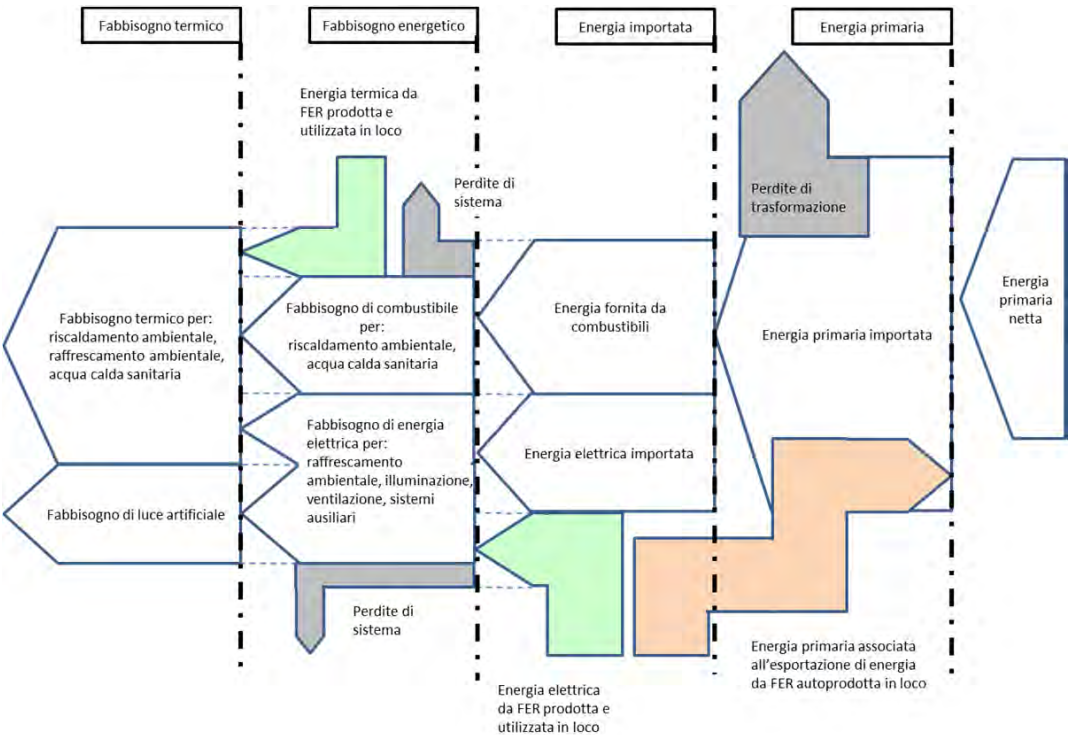 Fabbisogno termico
Fabbisogno energetico
Energia importata
Energia primaria
Energia termica da
FER prodotta e
utilizzata in loco
Perdite di
sistema
Perdite di
trasformazione
Fabbisogno termico per:
riscaldamento ambientale,
raffrescamento ambientale,
acqua calda sanitaria
Fabbisogno di combustibile
per:
riscaldamento ambientale,
acqua calda sanitaria
Energia fornita da
combustibili
Energia primaria importata
Energia
primaria
netta
Fabbisogno di energia
elettrica per:
raffrescamento
ambientale, illuminazione,
ventilazione, sistemi
ausiliari
Energia elettrica importata
Fabbisogno di luce artificiale
Perdite di
sistema
Energia primaria associata
all'esportazione di energia
da FER autoprodotta in loco
Energia elettrica
da FER prodotta e
utilizzata in loco